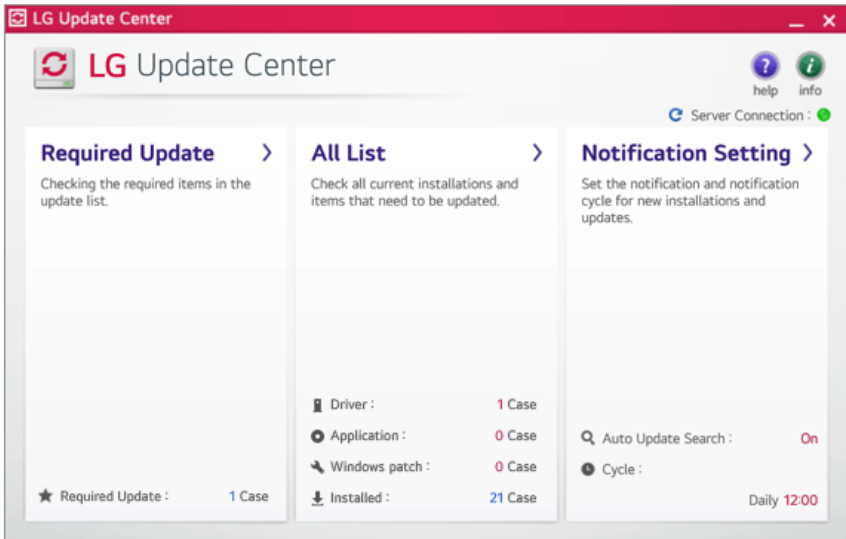 LG Update Center
LG Update Center
help info
Server Connection :
Required Update
Checking the required items in the
update list.
Required Update : 1 Case
All List
Check all current installations and
items that need to be updated.
Driver : 1 Case
Application : 0 Case
Windows patch : 0 Case
Installed : 21 Case
Notification Setting
Set the notification and notification
cycle for new installations and
updates.
Auto Update Search : On
Cycle :
Daily 12:00